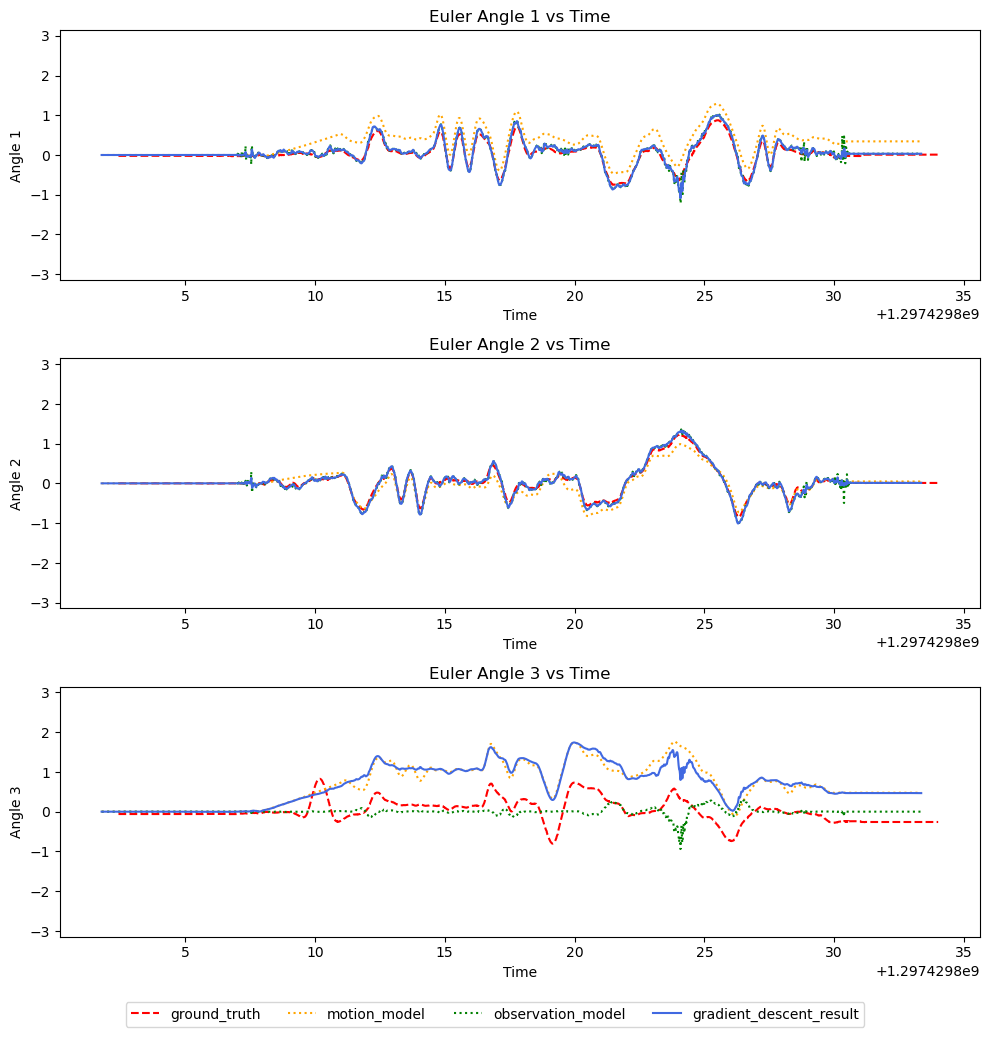 Euler Angle 1 vs Time
3
2
1
0
−1
−2
−3
Angle 1
5 10 15 20 25 30 35
Time
+1.2974298e9
Euler Angle 2 vs Time
3
2
1
0
−1
−2
−3
Angle 2
5 10 15 20 25 30 35
Time
+1.2974298e9
Euler Angle 3 vs Time
3
2
1
0
−1
−2
−3
Angle 3
5 10 15 20 25 30 35
Time
+1.2974298e9
ground_truth motion_model observation_model gradient_descent_result